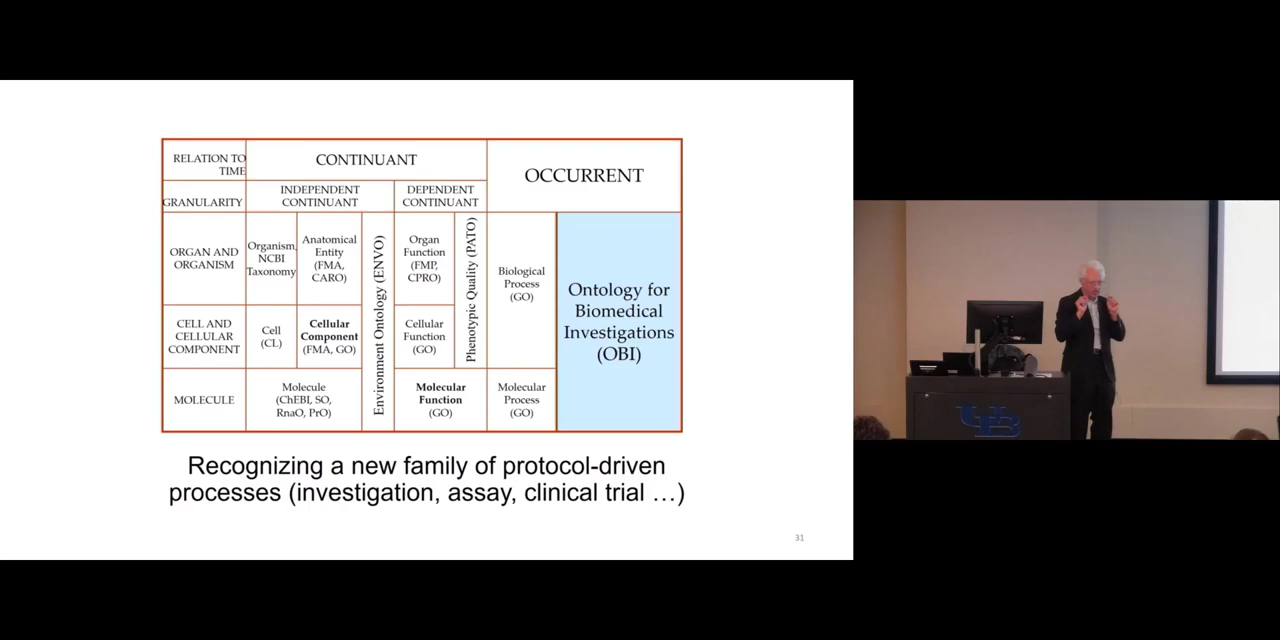 RELATION TO
TIME
CONTINUANT
OCCURRENT
GRANULARITY
INDEPENDENT
CONTINUANT
DEPENDENT
CONTINUANT
ORGAN AND
ORGANISM
Organism,
NCBI
Taxonomy
Anatomical
Entity
(FMA,
CARO)
Environment Ontology (ENVO)
Organ
Function
(FMP,
CPRO)
Phenotypic Quality (PATO)
Biological
Process
(GO)
Ontology for
Biomedical
Investigations
(OBI)
CELL AND
CELLULAR
COMPONENT
Cell
(CL)
Cellular
Component
(FMA, GO)
Cellular
Function
(GO)
MOLECULE
Molecule
(ChEBI, SO,
RnaO, PrO)
Molecular
Function
(GO)
Molecular
Process
(GO)
Recognizing a new family of protocol-driven
processes (investigation, assay, clinical trial …)
31
UB